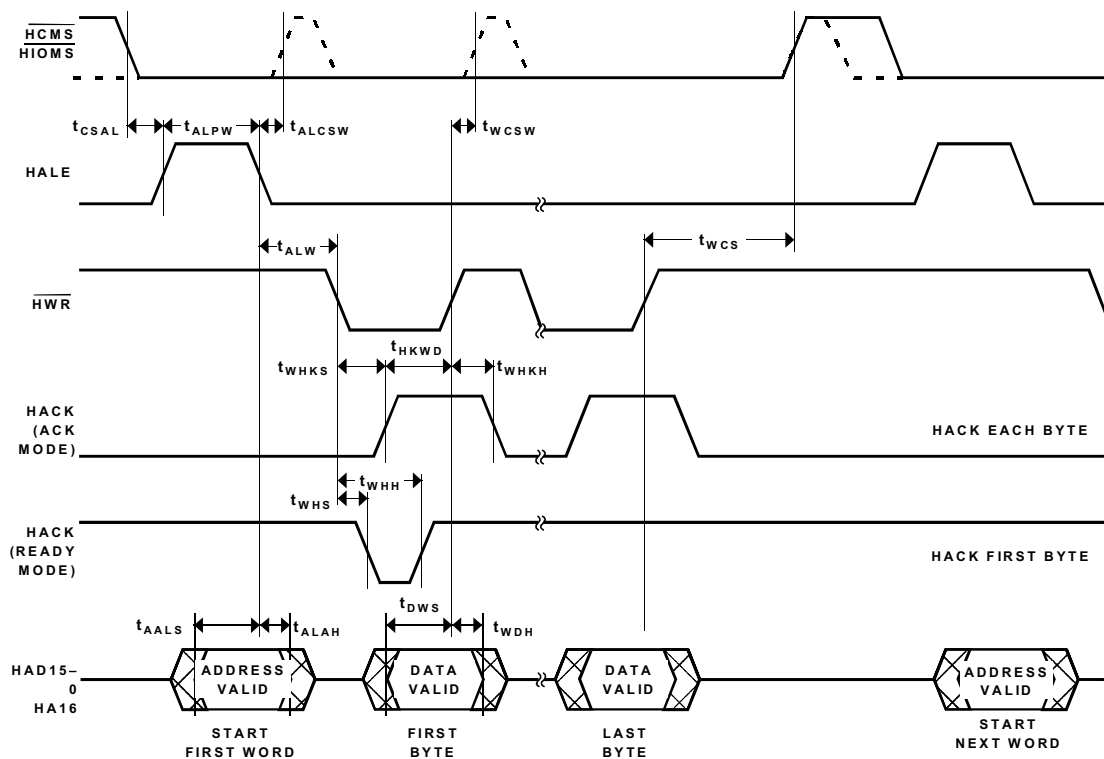 HCMS
HIOMS
tCSAL
tALPW
tALCSW
tWCSW
HALE
tALW
tWCS
HWR
tHKWD
tWHKS
tWHKH
HACK
(ACK
MODE)
HACK EACH BYTE
tWHH
tWHS
HACK
(READY
MODE)
HACK FIRST BYTE
tDWS
tAALS
tALAH
tWDH
HAD15–
0
HA16
ADDRESS
VALID
DATA
VALID
DATA
VALID
ADDRESS
VALID
START
FIRST WORD
FIRST
BYTE
LAST
BYTE
START
NEXT WORD